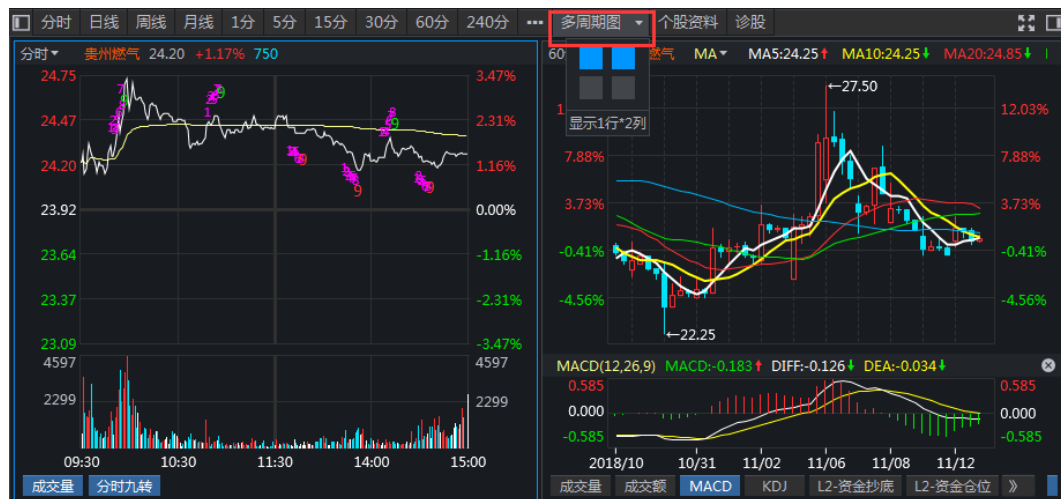 分时 日线 周线 月线 1分 5分 15分 30分 60分 240分 ••• 多周期图 个股资料 诊股
分时 贵州燃气 24.20 +1.17% 750
60 燃气 MA MA5:24.25 MA10:24.25 MA20:24.85
显示1行*2列
24.75 3.47%
24.47 2.31%
24.20 1.16%
23.92 0.00%
23.64 -1.16%
23.37 -2.31%
23.09 -3.47%
4597 4597
2299 2299
09:30 10:30 11:30 14:00 15:00
成交量 分时九转
27.50
12.03%
7.88% 7.88%
3.73% 3.73%
-0.41% -0.41%
-4.56% -4.56%
22.25
MACD(12,26,9) MACD:-0.183 DIFF:-0.126 DEA:-0.034
0.585 0.585
0.000 0.000
-0.585 -0.585
2018/10 10/31 11/02 11/06 11/08 11/12
成交量 成交额 MACD KDJ L2-资金抄底 L2-资金仓位 》